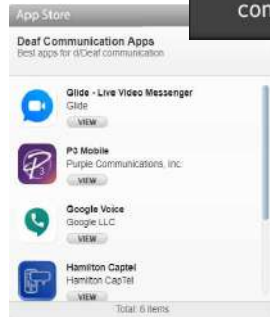 con
App Store
Deaf Communication Apps
Best apps for d/Deaf communication
Glide - Live Video Messenger
Glide
VIEW
P3 Mobile
Purple Communications, Inc.
VIEW
Google Voice
Google LLC
VIEW
Hamilton Captel
Hamilton CapTel
VIEW
Total: 6 items